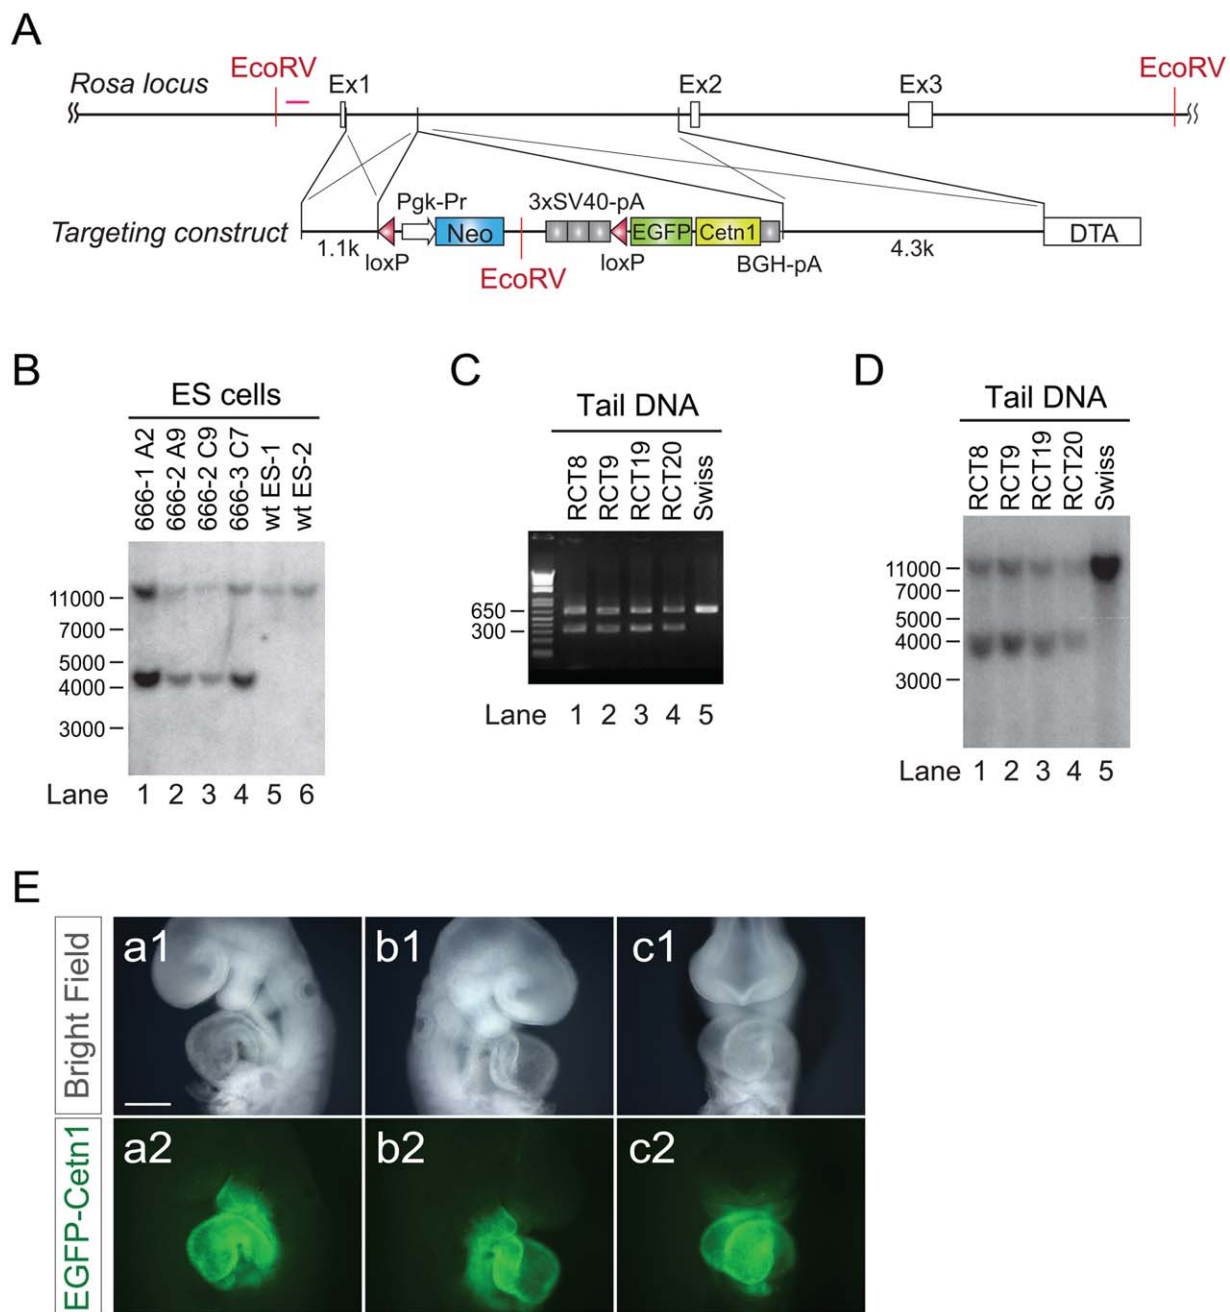 A
Rosa locus
EcoRV
Ex1
Ex2
Ex3
EcoRV
Targeting construct
1.1k
loxP
Pgk-Pr
Neo
EcoRV
3xSV40-pA
loxP
EGFP
Cetn1
BGH-pA
4.3k
DTA
B
ES cells
666-1 A2
666-2 A9
666-2 C9
666-3 C7
wt ES-1
wt ES-2
11000
7000
5000
4000
3000
Lane 1 2 3 4 5 6
C
Tail DNA
RCT8
RCT9
RCT19
RCT20
Swiss
650
300
Lane 1 2 3 4 5
D
Tail DNA
RCT8
RCT9
RCT19
RCT20
Swiss
11000
7000
5000
4000
3000
Lane 1 2 3 4 5
E
Bright Field
a1
b1
c1
EGFP-Cetn1
a2
b2
c2